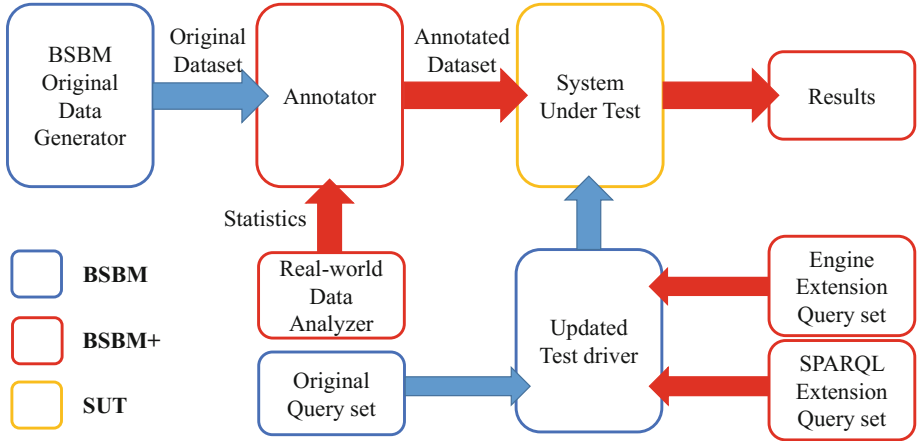 BSBM
Original
Data
Generator
Original
Dataset
Annotator
Annotated
Dataset
System
Under Test
Results
Statistics
Real-world
Data
Analyzer
Original
Query set
Updated
Test driver
Engine
Extension
Query set
SPARQL
Extension
Query set
BSBM
BSBM+
SUT